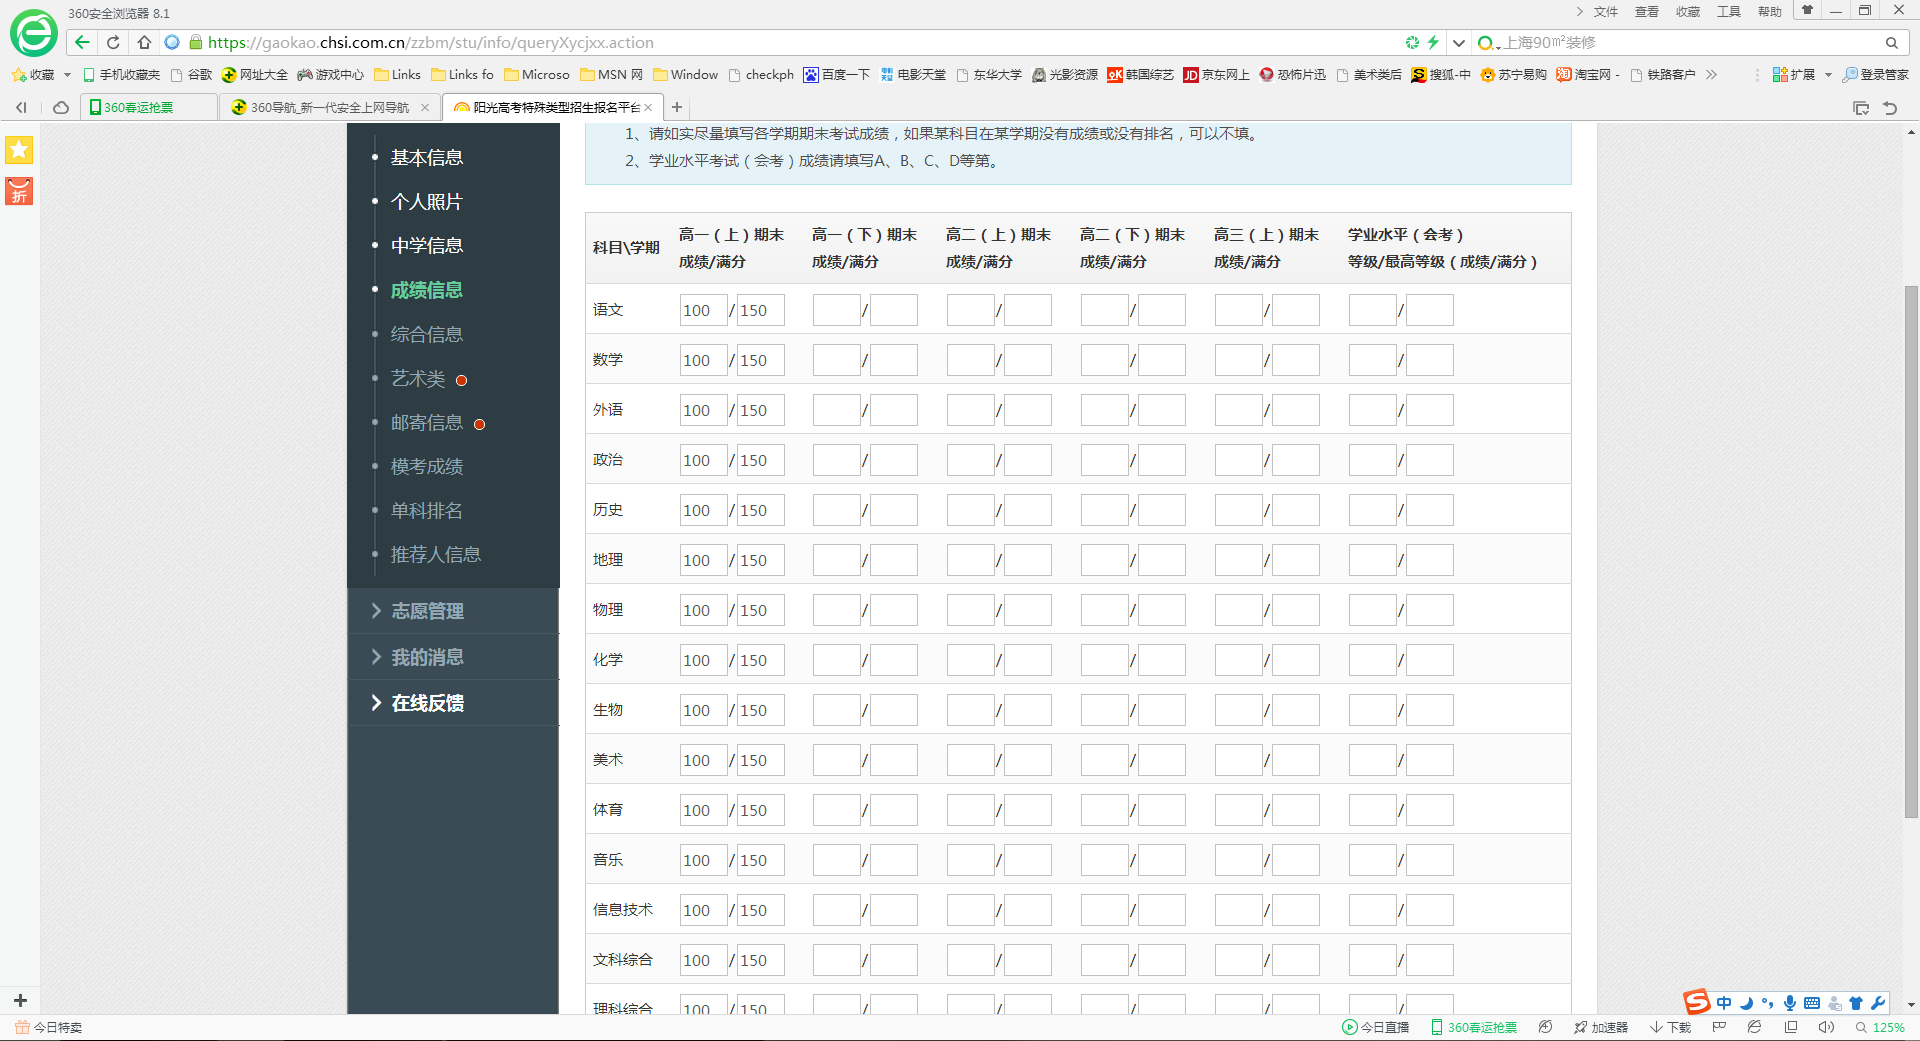 360安全浏览器 8.1
文件 查看 收藏 工具 帮助
https://gaokao.chsi.com.cn/zzbm/stu/info/queryXycjxx.action
上海90㎡装修
收藏 手机收藏夹 谷歌 网址大全 游戏中心 Links Links fo Microso MSN 网 Window checkph 百度一下 电影天堂 东华大学 光影资源 韩国综艺 京东网上 恐怖片迅 美术类后 搜狐-中 苏宁易购 淘宝网 - 铁路客户 扩展 登录管家
360春运抢票 360导航_新一代安全上网导航 阳光高考特殊类型招生报名平台
折
基本信息
个人照片
中学信息
成绩信息
综合信息
艺术类
邮寄信息
模考成绩
单科排名
推荐人信息
志愿管理
我的消息
在线反馈
1、请如实尽量填写各学期期末考试成绩，如果某科目在某学期没有成绩或没有排名，可以不填。
2、学业水平考试（会考）成绩请填写A、B、C、D等第。
科目\学期 高一（上）期末 成绩/满分 高一（下）期末 成绩/满分 高二（上）期末 成绩/满分 高二（下）期末 成绩/满分 高三（上）期末 成绩/满分 学业水平（会考） 等级/最高等级（成绩/满分）
语文 100 / 150 / / / / /
数学 100 / 150 / / / / /
外语 100 / 150 / / / / /
政治 100 / 150 / / / / /
历史 100 / 150 / / / / /
地理 100 / 150 / / / / /
物理 100 / 150 / / / / /
化学 100 / 150 / / / / /
生物 100 / 150 / / / / /
美术 100 / 150 / / / / /
体育 100 / 150 / / / / /
音乐 100 / 150 / / / / /
信息技术 100 / 150 / / / / /
文科综合 100 / 150 / / / / /
理科综合 100 / 150 / / / / /
中
今日特卖
今日直播 360春运抢票 加速器 下载 125%